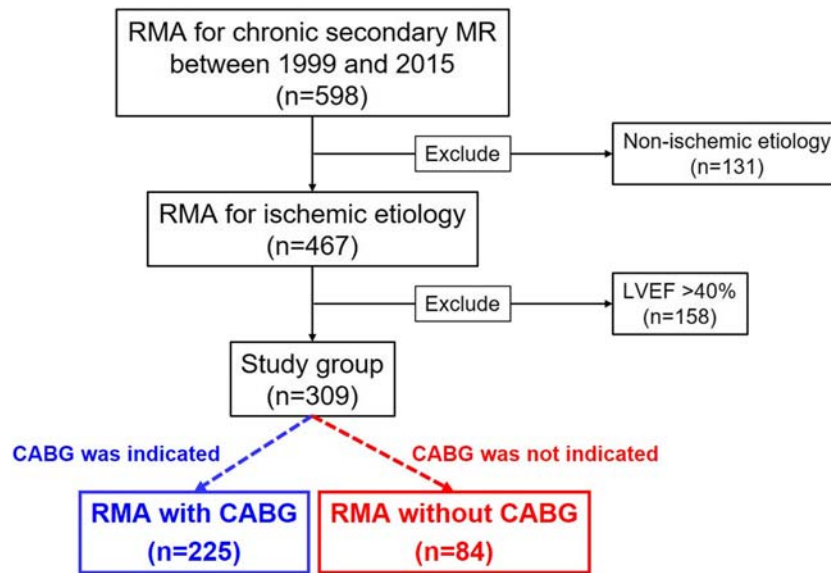 RMA for chronic secondary MR
between 1999 and 2015
(n=598)
Exclude
Non-ischemic etiology
(n=131)
RMA for ischemic etiology
(n=467)
Exclude
LVEF >40%
(n=158)
Study group
(n=309)
CABG was indicated
CABG was not indicated
RMA with CABG
(n=225)
RMA without CABG
(n=84)